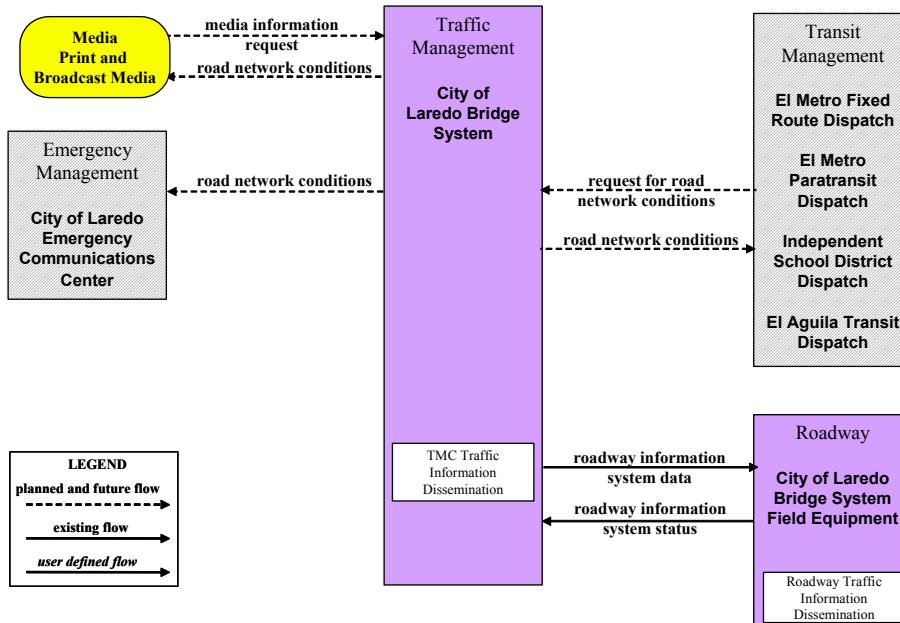 Media
Print and
Broadcast Media
media information
request
road network conditions
Traffic
Management
City of
Laredo Bridge
System
Transit
Management
El Metro Fixed
Route Dispatch
El Metro
Paratransit
Dispatch
Independent
School District
Dispatch
El Aguila Transit
Dispatch
Emergency
Management
City of Laredo
Emergency
Communications
Center
road network conditions
request for road
network conditions
road network conditions
LEGEND
planned and future flow
existing flow
user defined flow
TMC Traffic
Information
Dissemination
roadway information
system data
roadway information
system status
Roadway
City of Laredo
Bridge System
Field Equipment
Roadway Traffic
Information
Dissemination